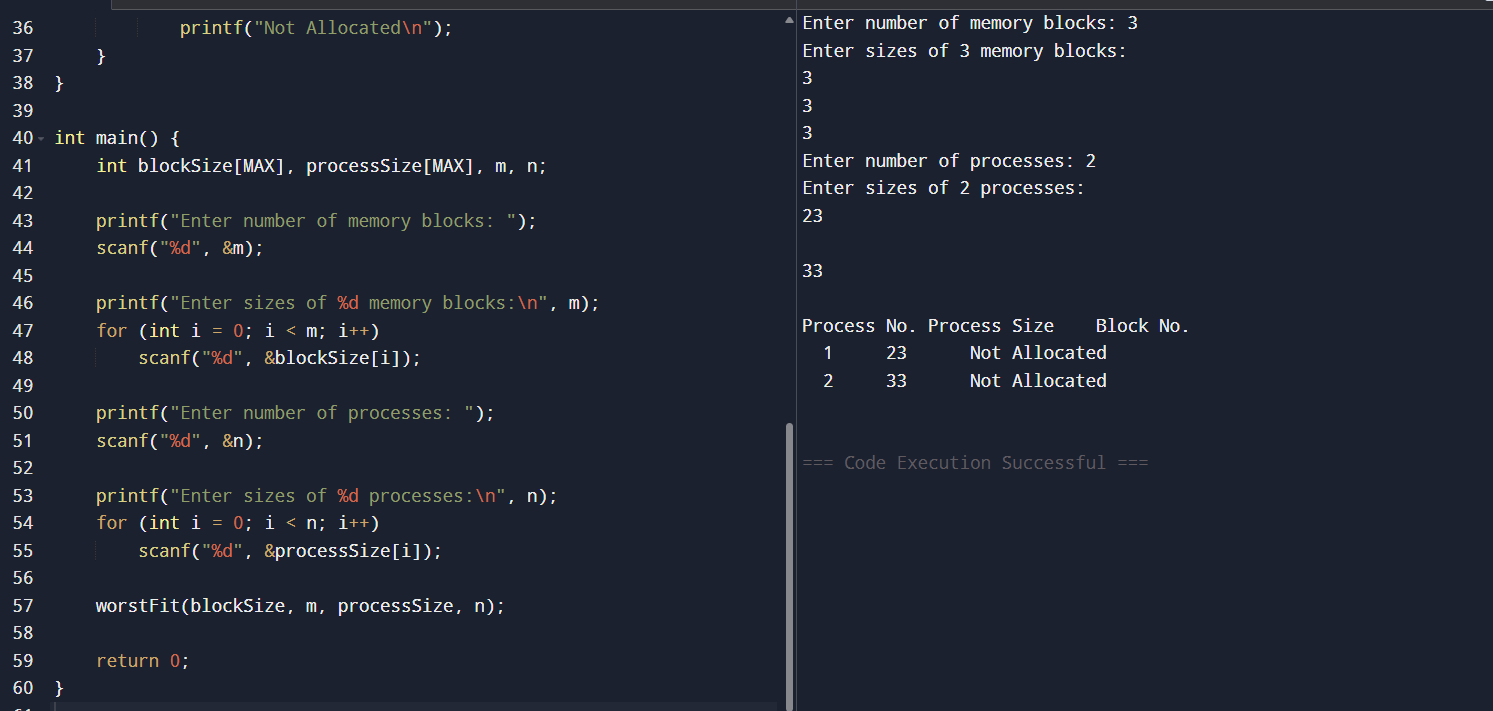 36             printf("Not Allocated\n");
37     }
38 }
39
40 int main() {
41     int blockSize[MAX], processSize[MAX], m, n;
42
43     printf("Enter number of memory blocks: ");
44     scanf("%d", &m);
45
46     printf("Enter sizes of %d memory blocks:\n", m);
47     for (int i = 0; i < m; i++)
48         scanf("%d", &blockSize[i]);
49
50     printf("Enter number of processes: ");
51     scanf("%d", &n);
52
53     printf("Enter sizes of %d processes:\n", n);
54     for (int i = 0; i < n; i++)
55         scanf("%d", &processSize[i]);
56
57     worstFit(blockSize, m, processSize, n);
58
59     return 0;
60 }
Enter number of memory blocks: 3
Enter sizes of 3 memory blocks:
3
3
3
Enter number of processes: 2
Enter sizes of 2 processes:
23

33

Process No. Process Size    Block No.
  1     23      Not Allocated
  2     33      Not Allocated


=== Code Execution Successful ===